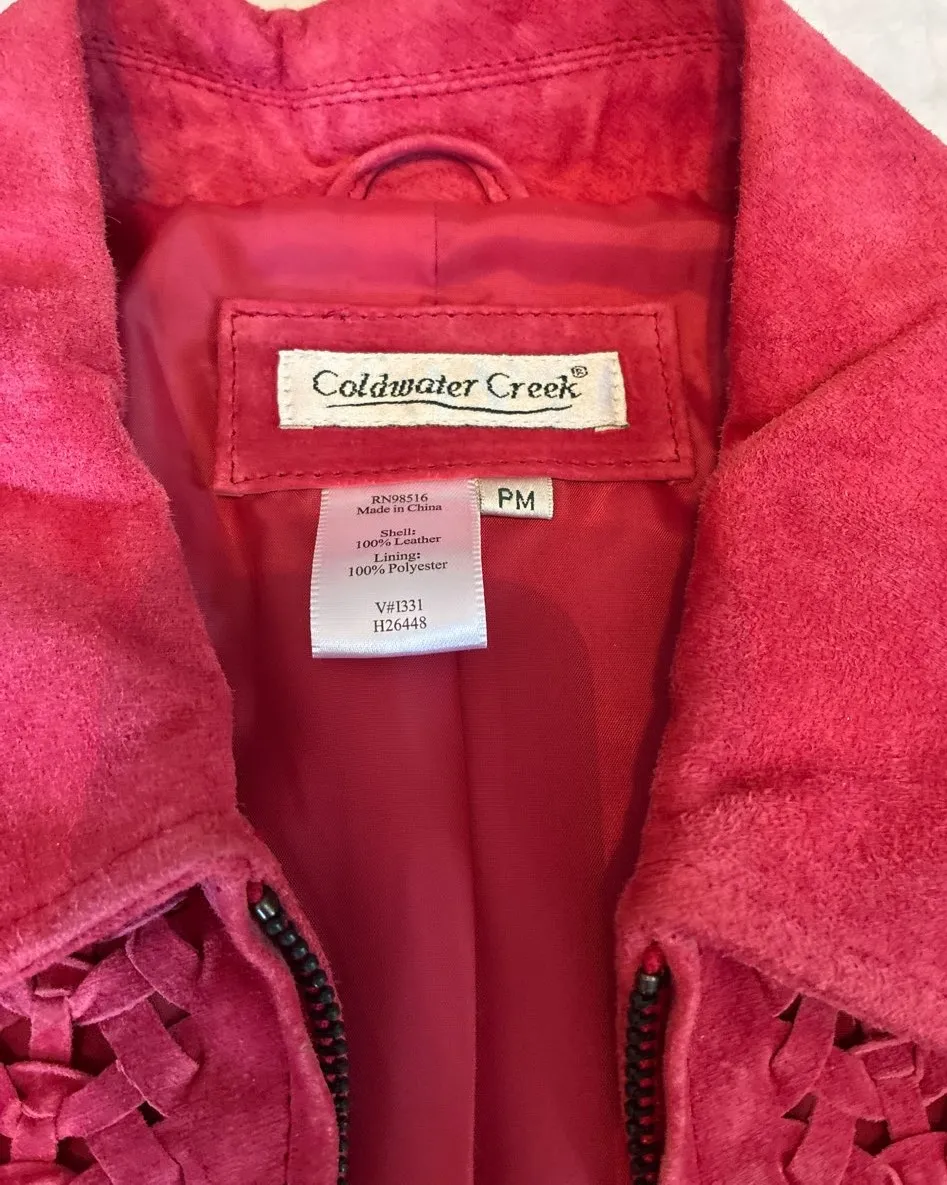 Coldwater Creek®
PM
RN98516
Made in China
Shell:
100% Leather
Lining:
100% Polyester
V#I331
H26448